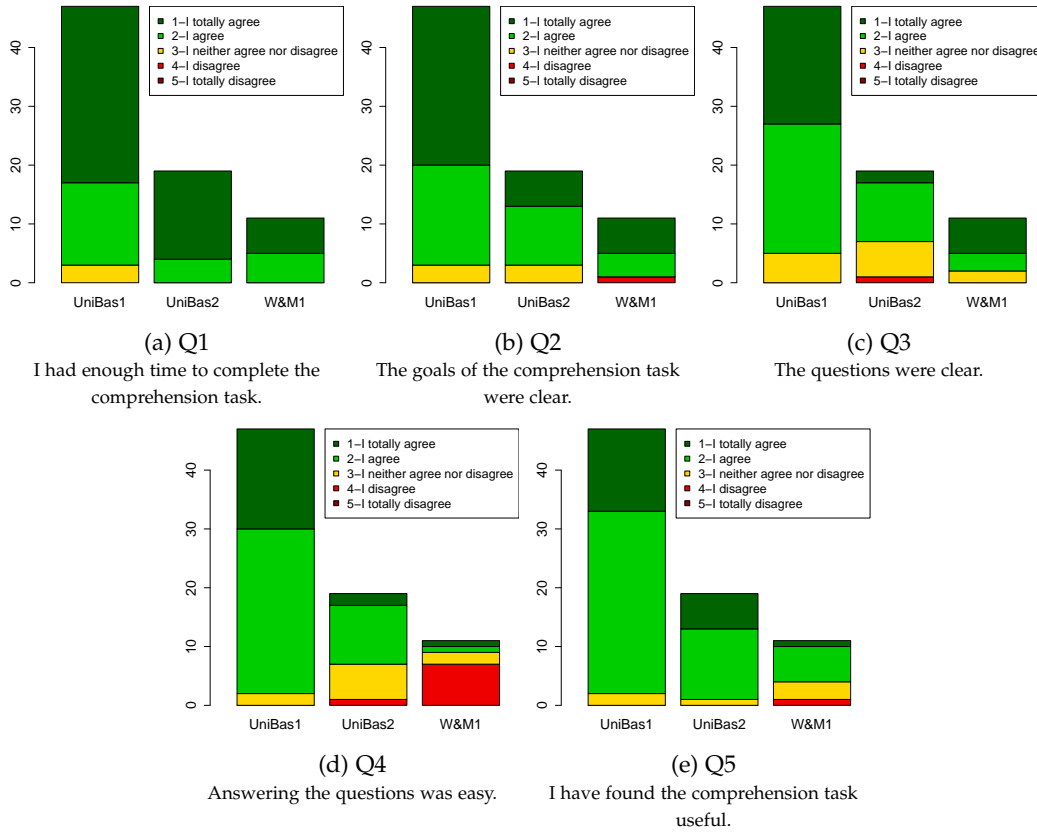 1−I totally agree
2−I agree
3−I neither agree nor disagree
4−I disagree
5−I totally disagree
40
30
20
10
0
UniBas1 UniBas2 W&M1
(a) Q1
I had enough time to complete the
comprehension task.
1−I totally agree
2−I agree
3−I neither agree nor disagree
4−I disagree
5−I totally disagree
40
30
20
10
0
UniBas1 UniBas2 W&M1
(b) Q2
The goals of the comprehension task
were clear.
1−I totally agree
2−I agree
3−I neither agree nor disagree
4−I disagree
5−I totally disagree
40
30
20
10
0
UniBas1 UniBas2 W&M1
(c) Q3
The questions were clear.
1−I totally agree
2−I agree
3−I neither agree nor disagree
4−I disagree
5−I totally disagree
40
30
20
10
0
UniBas1 UniBas2 W&M1
(d) Q4
Answering the questions was easy.
1−I totally agree
2−I agree
3−I neither agree nor disagree
4−I disagree
5−I totally disagree
40
30
20
10
0
UniBas1 UniBas2 W&M1
(e) Q5
I have found the comprehension task
useful.